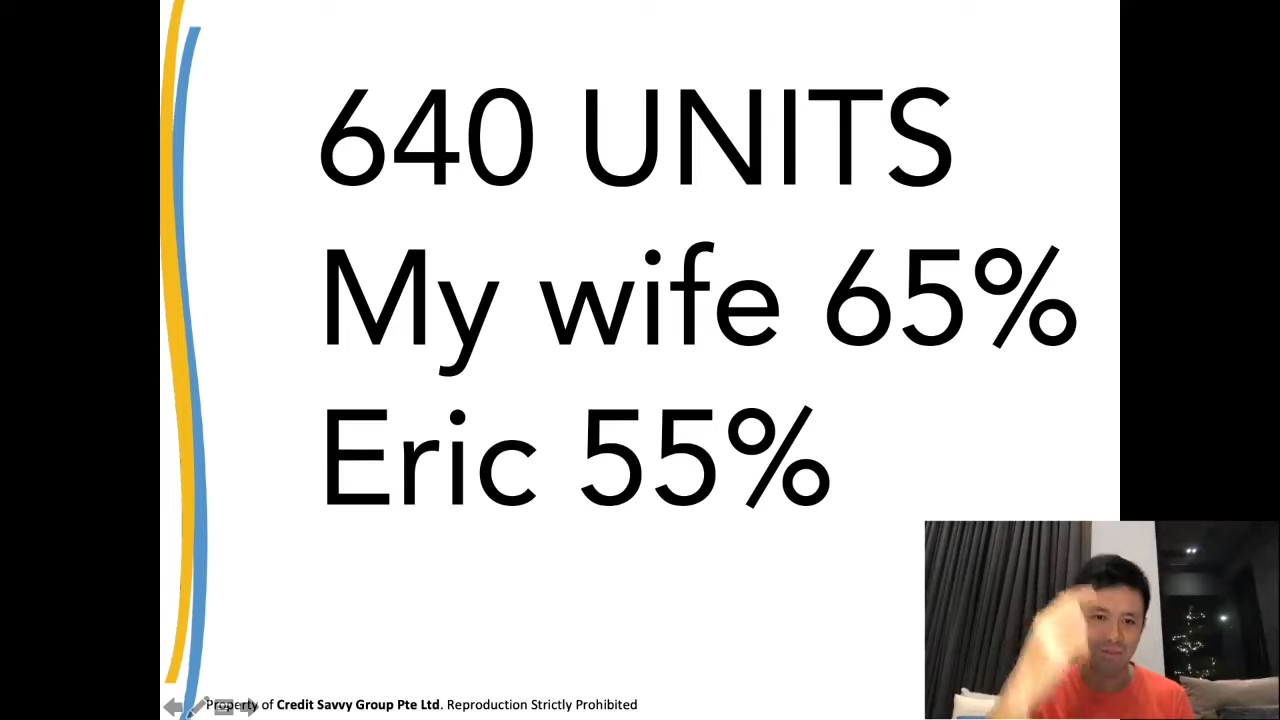 640 UNITS
My wife 65%
Eric 55%
Property of Credit Savvy Group Pte Ltd. Reproduction Strictly Prohibited